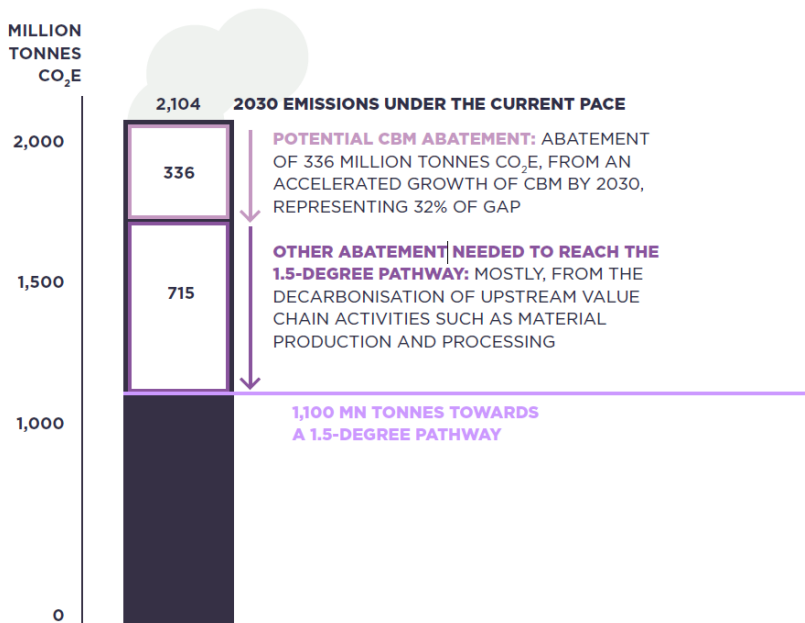 MILLION
TONNES
CO₂E
2,104
2030 EMISSIONS UNDER THE CURRENT PACE
2,000
336
POTENTIAL CBM ABATEMENT: ABATEMENT
OF 336 MILLION TONNES CO₂E, FROM AN
ACCELERATED GROWTH OF CBM BY 2030,
REPRESENTING 32% OF GAP
OTHER ABATEMENT NEEDED TO REACH THE
1.5-DEGREE PATHWAY: MOSTLY, FROM THE
DECARBONISATION OF UPSTREAM VALUE
CHAIN ACTIVITIES SUCH AS MATERIAL
PRODUCTION AND PROCESSING
1,500
715
1,100 MN TONNES TOWARDS
A 1.5-DEGREE PATHWAY
1,000
0